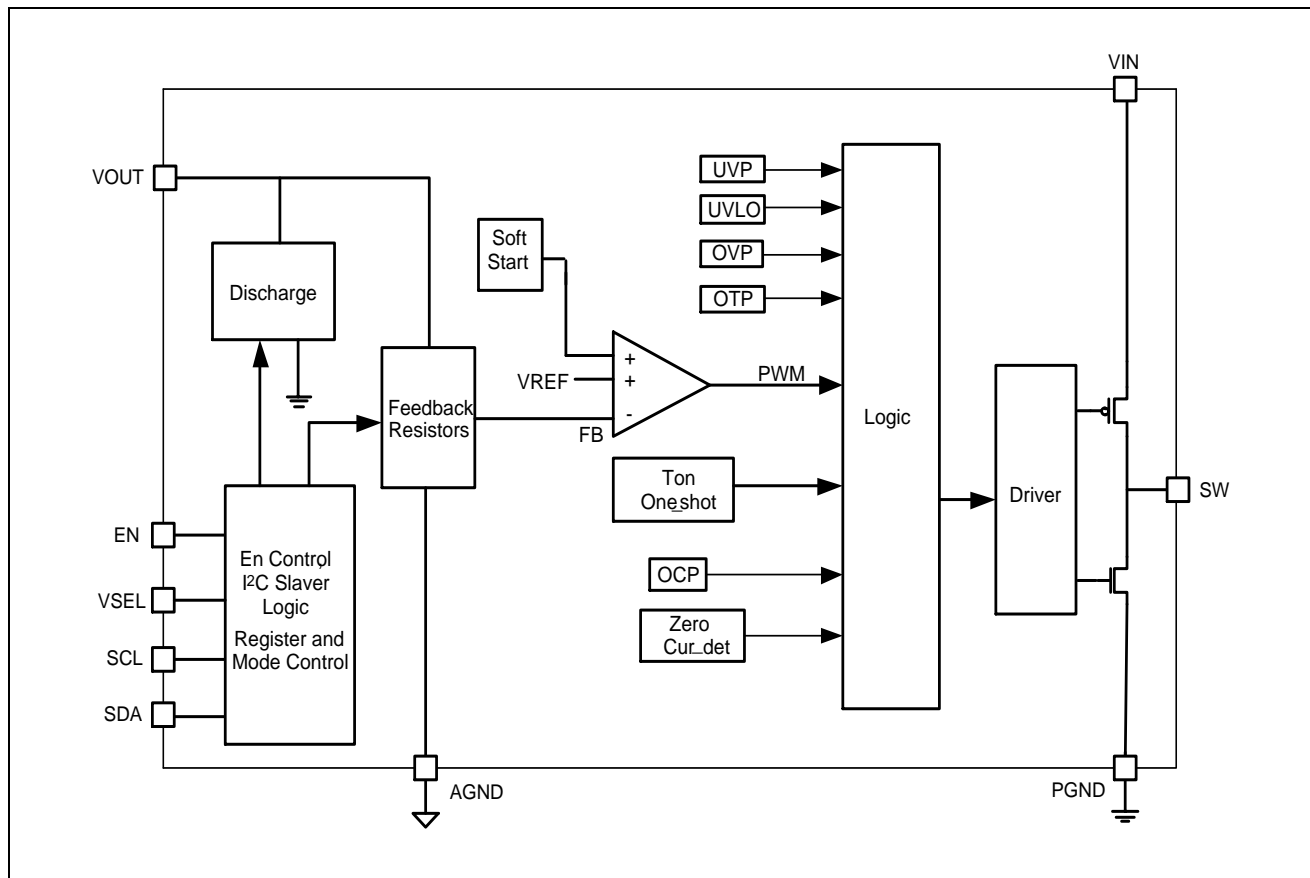 VIN
VOUT
UVP
UVLO
OVP
OTP
Soft
Start
Discharge
+
+
-
VREF
FB
PWM
Feedback
Resistors
Logic
Ton
One_shot
Driver
SW
EN
VSEL
SCL
SDA
En Control
I²C Slaver
Logic
Register and
Mode Control
OCP
Zero
Cur_det
AGND
PGND